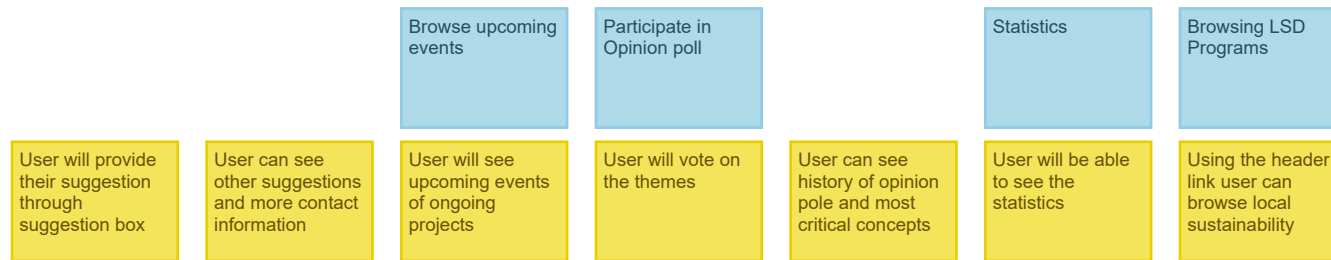 Browse upcoming
events
Participate in
Opinion poll
Statistics
Browsing LSD
Programs
User will provide
their suggestion
through
suggestion box
User can see
other suggestions
and more contact
information
User will see
upcoming events
of ongoing
projects
User will vote on
the themes
User can see
history of opinion
pole and most
critical concepts
User will be able
to see the
statistics
Using the header
link user can
browse local
sustainability